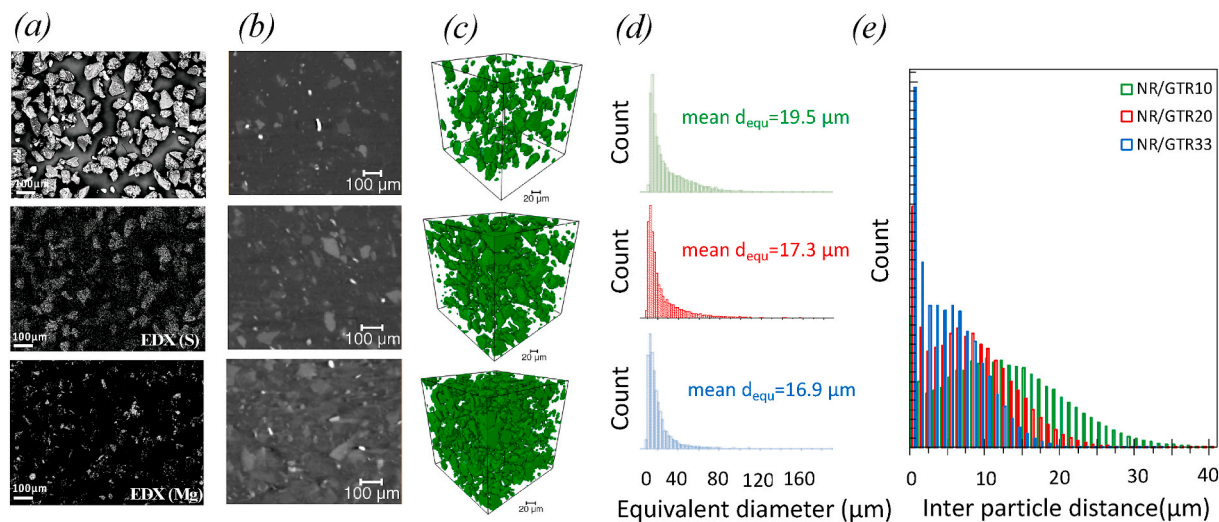 (a)
(b)
(c)
(d)
(e)
100µm
100µm
EDX (S)
100µm
EDX (Mg)
100 µm
100 µm
100 µm
20 µm
20 µm
20 µm
Count
mean dequ=19.5 µm
Count
mean dequ=17.3 µm
Count
mean dequ=16.9 µm
0 40 80 120 160
Equivalent diameter (µm)
Count
NR/GTR10
NR/GTR20
NR/GTR33
0 10 20 30 40
Inter particle distance(µm)